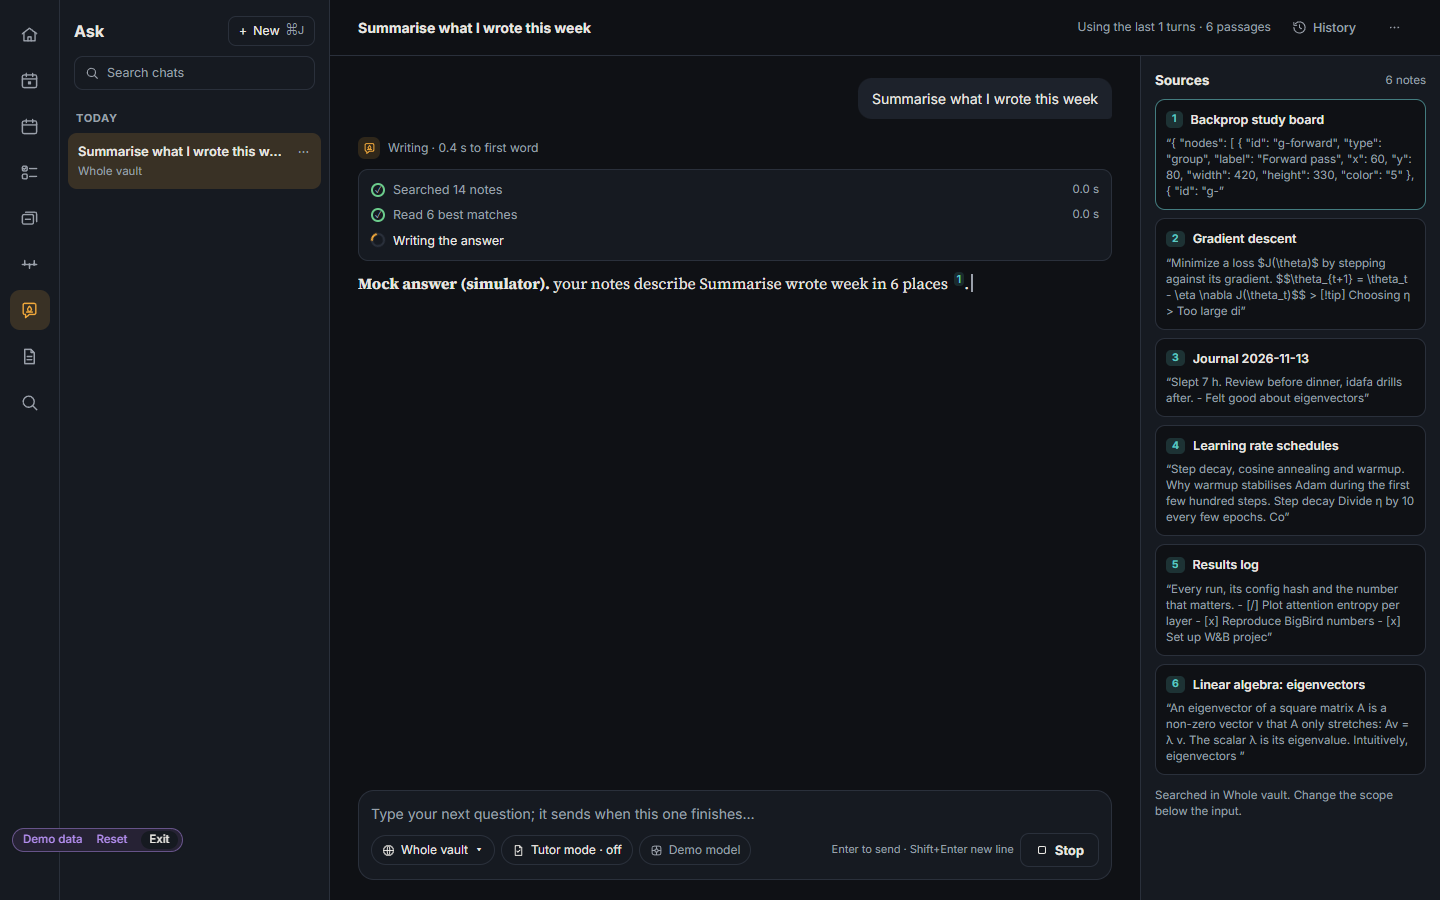 Ask
+ New ⌘J
Search chats
TODAY
Summarise what I wrote this w... ···
Whole vault
Demo data Reset Exit
Summarise what I wrote this week
Using the last 1 turns · 6 passages
History
···
Summarise what I wrote this week
Writing · 0.4 s to first word
Searched 14 notes 0.0 s
Read 6 best matches 0.0 s
Writing the answer
Mock answer (simulator). your notes describe Summarise wrote week in 6 places 1.
Type your next question; it sends when this one finishes...
Whole vault
Tutor mode · off
Demo model
Enter to send · Shift+Enter new line
Stop
Sources 6 notes
1 Backprop study board
“{ "nodes": [ { "id": "g-forward", "type":
"group", "label": "Forward pass", "x": 60, "y":
80, "width": 420, "height": 330, "color": "5" },
{ "id": "g-”
2 Gradient descent
“Minimize a loss $J(\theta)$ by stepping
against its gradient. $$\theta_{t+1} = \theta_t
- \eta \nabla J(\theta_t)$$ > [!tip] Choosing η
> Too large di”
3 Journal 2026-11-13
“Slept 7 h. Review before dinner, idafa drills
after. - Felt good about eigenvectors”
4 Learning rate schedules
“Step decay, cosine annealing and warmup.
Why warmup stabilises Adam during the first
few hundred steps. Step decay Divide η by 10
every few epochs. Co”
5 Results log
“Every run, its config hash and the number
that matters. - [/] Plot attention entropy per
layer - [x] Reproduce BigBird numbers - [x]
Set up W&B projec”
6 Linear algebra: eigenvectors
“An eigenvector of a square matrix A is a
non-zero vector v that A only stretches: Av =
λ v. The scalar λ is its eigenvalue. Intuitively,
eigenvectors ”
Searched in Whole vault. Change the scope
below the input.